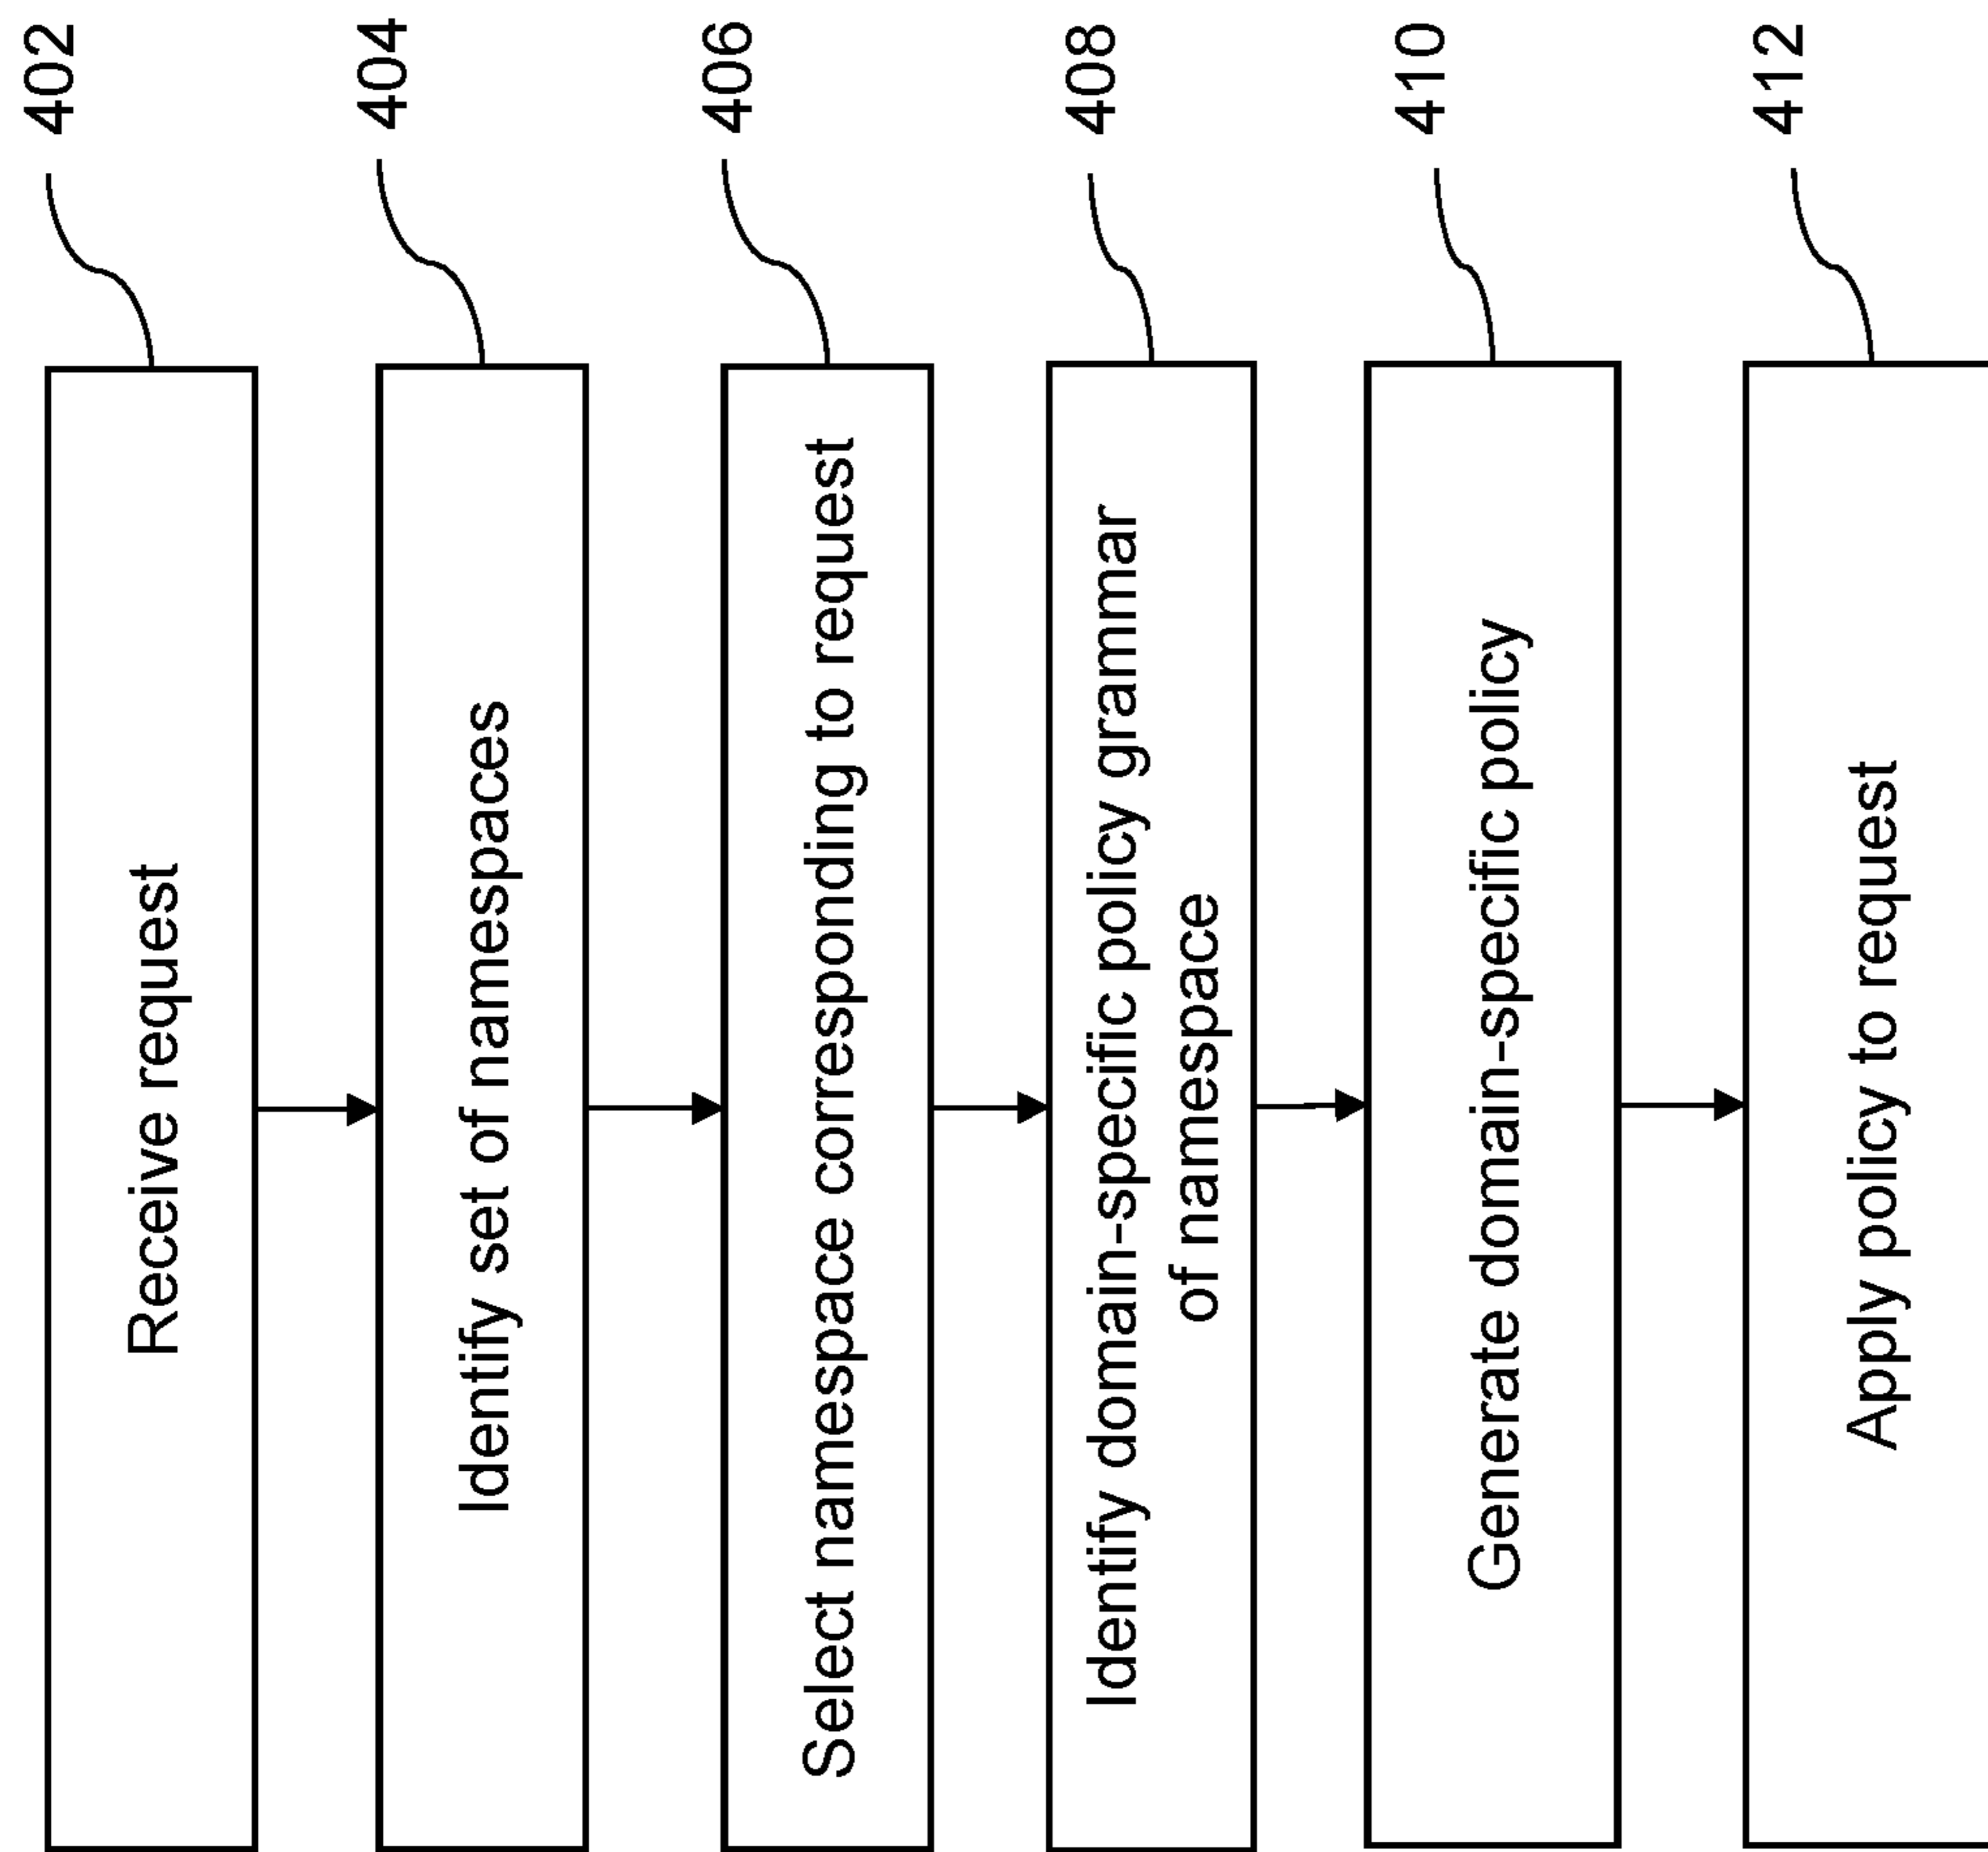 Receive request
402
Identify set of namespaces
404
Select namespace corresponding to request
406
Identify domain-specific policy grammar
of namespace
408
Generate domain-specific policy
410
Apply policy to request
412